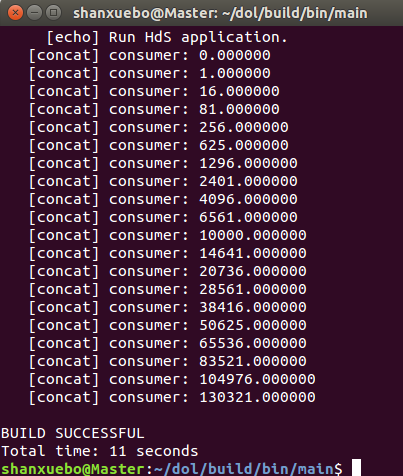 shanxuebo@Master: ~/dol/build/bin/main
[echo] Run HdS application.
[concat] consumer: 0.000000
[concat] consumer: 1.000000
[concat] consumer: 16.000000
[concat] consumer: 81.000000
[concat] consumer: 256.000000
[concat] consumer: 625.000000
[concat] consumer: 1296.000000
[concat] consumer: 2401.000000
[concat] consumer: 4096.000000
[concat] consumer: 6561.000000
[concat] consumer: 10000.000000
[concat] consumer: 14641.000000
[concat] consumer: 20736.000000
[concat] consumer: 28561.000000
[concat] consumer: 38416.000000
[concat] consumer: 50625.000000
[concat] consumer: 65536.000000
[concat] consumer: 83521.000000
[concat] consumer: 104976.000000
[concat] consumer: 130321.000000
BUILD SUCCESSFUL
Total time: 11 seconds
shanxuebo@Master:~/dol/build/bin/main$